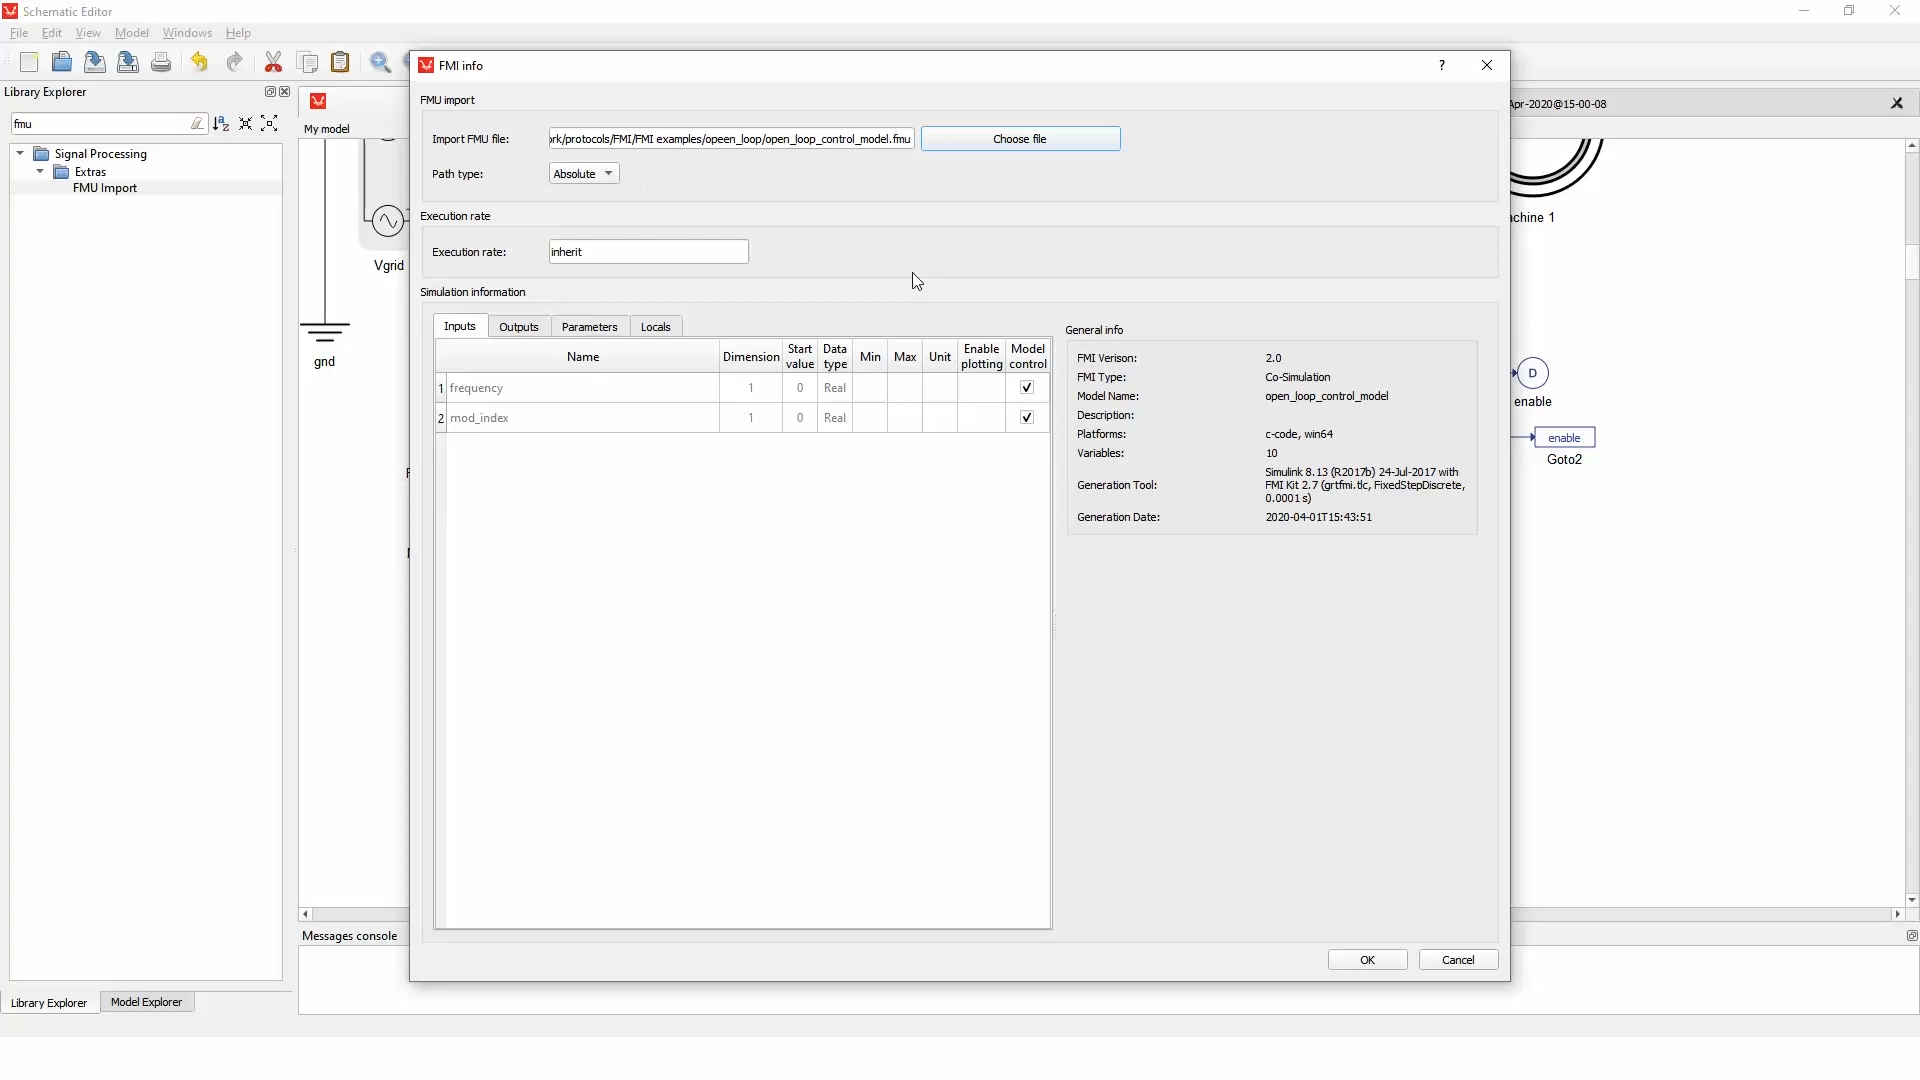 Schematic Editor
File Edit View Model Windows Help
Library Explorer
fmu
Signal Processing
Extras
FMU Import
Library Explorer Model Explorer
My model
Vgrid
gnd
Messages console
FMI info
?
FMU import
Import FMU file: ork/protocols/FMI/FMI examples/opeen_loop/open_loop_control_model.fmu Choose file
Path type: Absolute
Execution rate
Execution rate: inherit
Simulation information
Inputs Outputs Parameters Locals
Name Dimension Start value Data type Min Max Unit Enable plotting Model control
1 frequency 1 0 Real
2 mod_index 1 0 Real
General info
FMI Verison: 2.0
FMI Type: Co-Simulation
Model Name: open_loop_control_model
Description:
Platforms: c-code, win64
Variables: 10
Generation Tool: Simulink 8.13 (R2017b) 24-Jul-2017 with
FMI Kit 2.7 (grtfmi.tlc, FixedStepDiscrete,
0.0001 s)
Generation Date: 2020-04-01T15:43:51
OK Cancel
Apr-2020@15-00-08
achine 1
D
enable
enable
Goto2